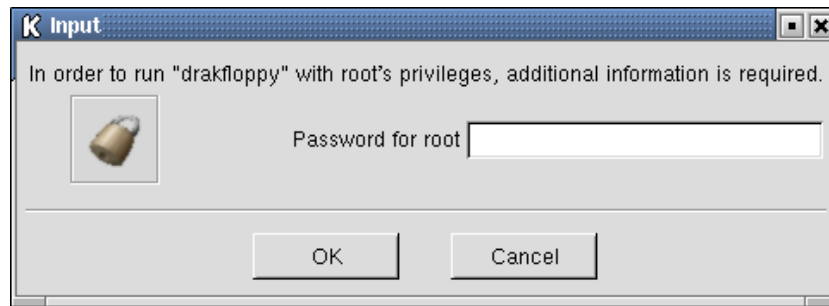 Input
In order to run "drakfloppy" with root's privileges, additional information is required.
Password for root
OK Cancel